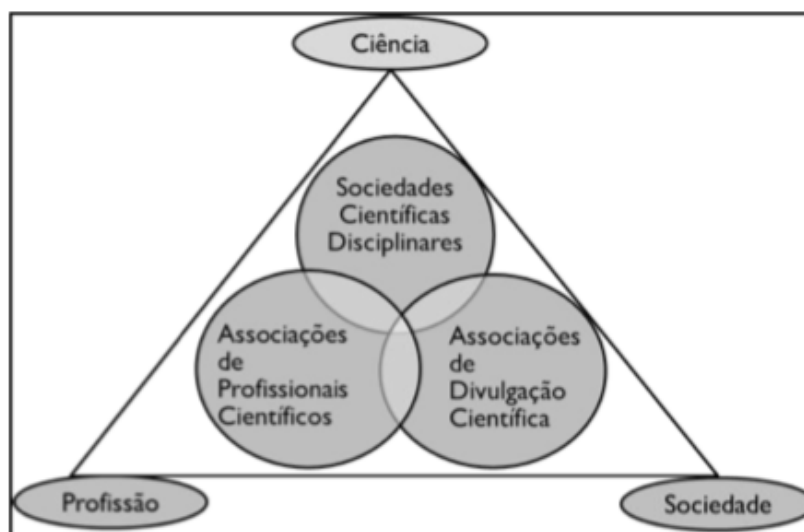 Ciência
Sociedades
Científicas
Disciplinares
Associações
de
Profissionais
Científicos
Associações
de
Divulgação
Científica
Profissão
Sociedade